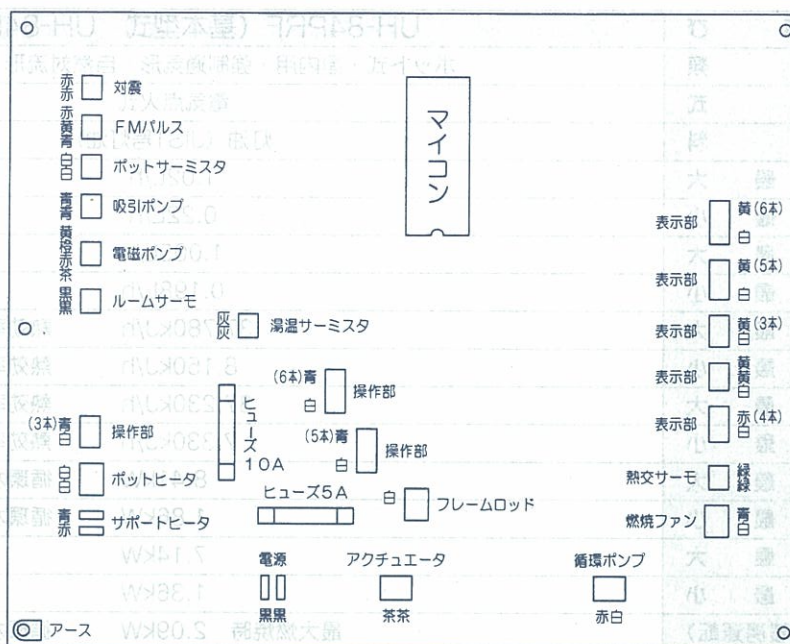 赤赤 対震
赤黄青 FMパルス
白白 ポットサーミスタ
青青 吸引ポンプ
黄橙赤茶 電磁ポンプ
黒黒 ルームサーモ
マイコン
表示部 黄(6本) 白
表示部 黄(5本) 白
表示部 黄(3本) 白
表示部 黄黄白
表示部 赤(4本) 白
熱交サーモ 緑緑
燃焼ファン 青白
灰灰 湯温サーミスタ
(6本)青 白 操作部
(5本)青 白 操作部
ヒューズ10A
(3本)青 白 操作部
白白 ポットヒータ
青赤 サポートヒータ
ヒューズ5A
白 フレームロッド
電源 黒黒
アクチュエータ 茶茶
循環ポンプ 赤白
アース